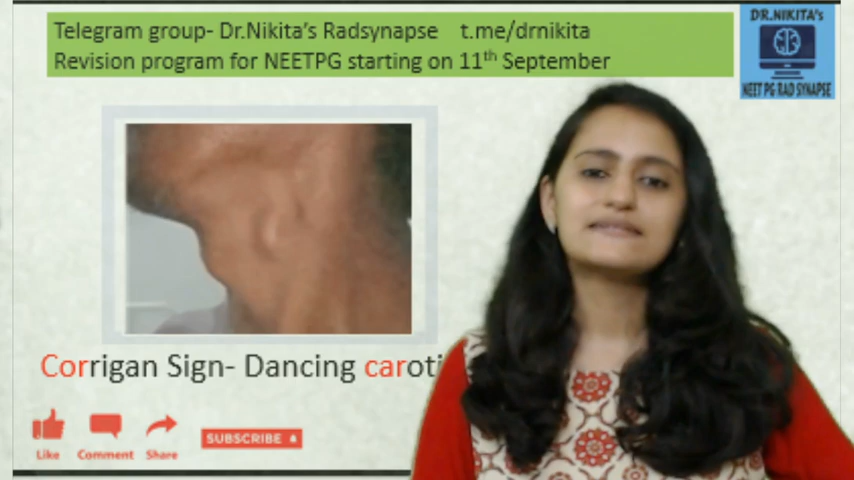 Telegram group- Dr.Nikita's Radsynapse t.me/drnikita
Revision program for NEETPG starting on 11th September
DR.NIKITA's
NEET PG RAD SYNAPSE
Corrigan Sign- Dancing caroti
Like Comment Share
SUBSCRIBE